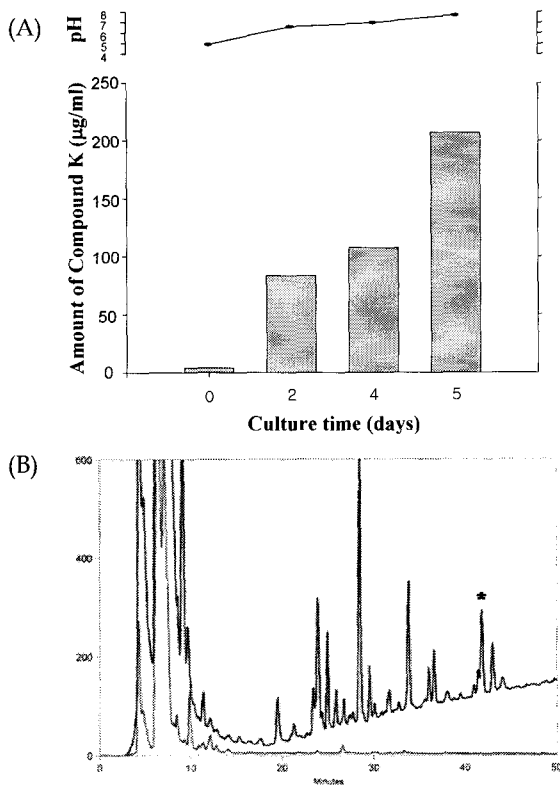 (A)
pH
8
7
6
5
4
Amount of Compound K (μg/ml)
250
200
150
100
50
0
0 2 4 5
Culture time (days)
(B)
600
400
200
0
*
0 10 20 30 40 50
Minutes